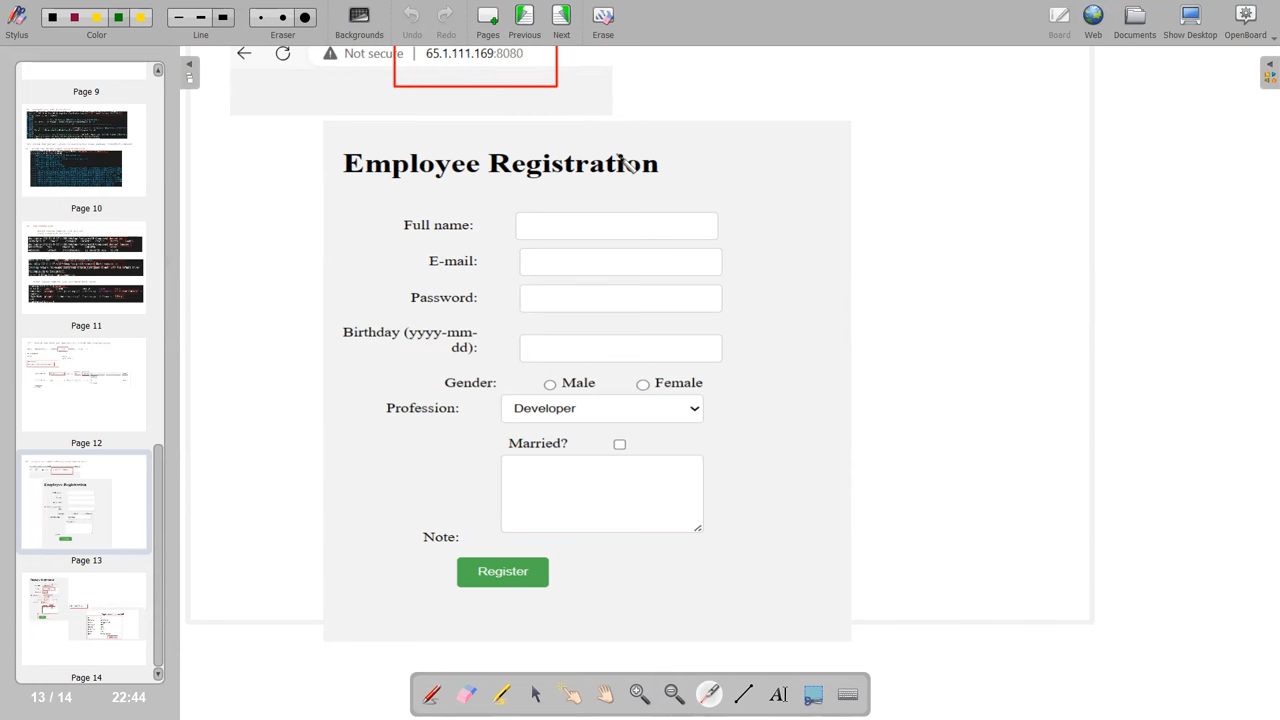 Stylus
Color
Line
Eraser
Backgrounds
Undo
Redo
Pages
Previous
Next
Erase
Board
Web
Documents
Show Desktop
OpenBoard
Not secure | 65.1.111.169:8080
Page 9
Page 10
Page 11
Page 12
Page 13
Page 14
Employee Registration
Full name:
E-mail:
Password:
Birthday (yyyy-mm-
dd):
Gender: Male Female
Profession: Developer
Married?
Note:
Register
13 / 14 22:44